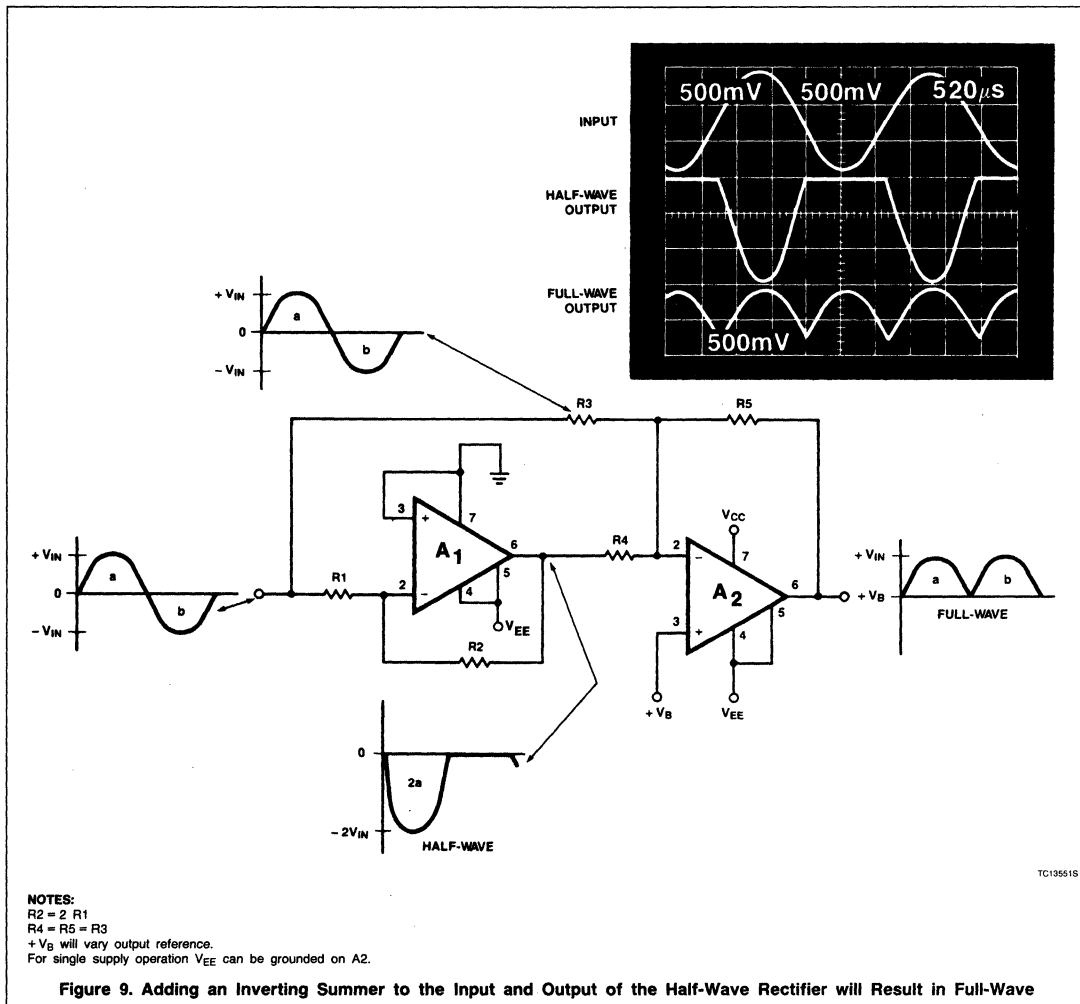 500mV 500mV 520μs
INPUT
HALF-WAVE
OUTPUT
FULL-WAVE
OUTPUT
500mV
+ VIN
0
− VIN
a
b
R3
R5
3
+
7
A1
6
2
−
4
5
VEE
R1
R2
R4
VCC
2
−
7
A2
6
3
+
4
5
+ VB
VEE
+ VIN
0
− VIN
a
b
+ VIN
+ VB
a
b
FULL-WAVE
0
2a
− 2VIN
HALF-WAVE
TC13551S
NOTES:
R2 = 2 R1
R4 = R5 = R3
+ VB will vary output reference.
For single supply operation VEE can be grounded on A2.
Figure 9. Adding an Inverting Summer to the Input and Output of the Half-Wave Rectifier will Result in Full-Wave